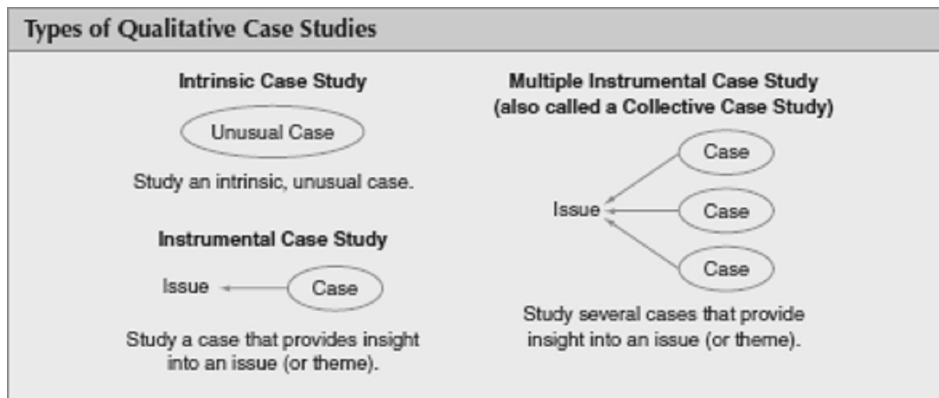 Types of Qualitative Case Studies
Intrinsic Case Study
Unusual Case
Study an intrinsic, unusual case.
Instrumental Case Study
Issue
Case
Study a case that provides insight
into an issue (or theme).
Multiple Instrumental Case Study
(also called a Collective Case Study)
Case
Issue
Case
Case
Study several cases that provide
insight into an issue (or theme).